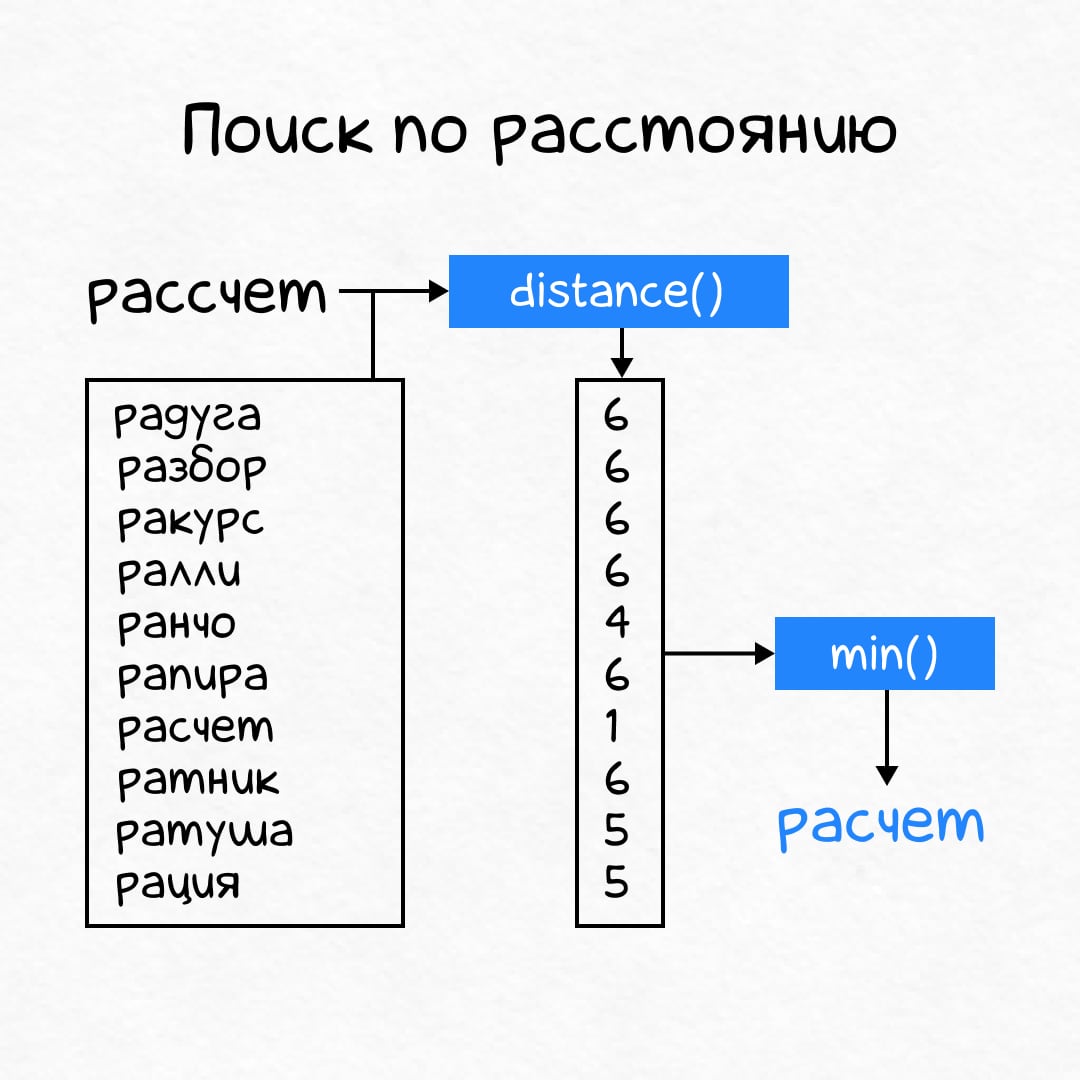 Поиск по расстоянию
рассчет
distance()
радуга
разбор
ракурс
ралли
ранчо
рапира
расчет
ратник
ратуша
рация
6
6
6
6
4
6
1
6
5
5
min()
расчет